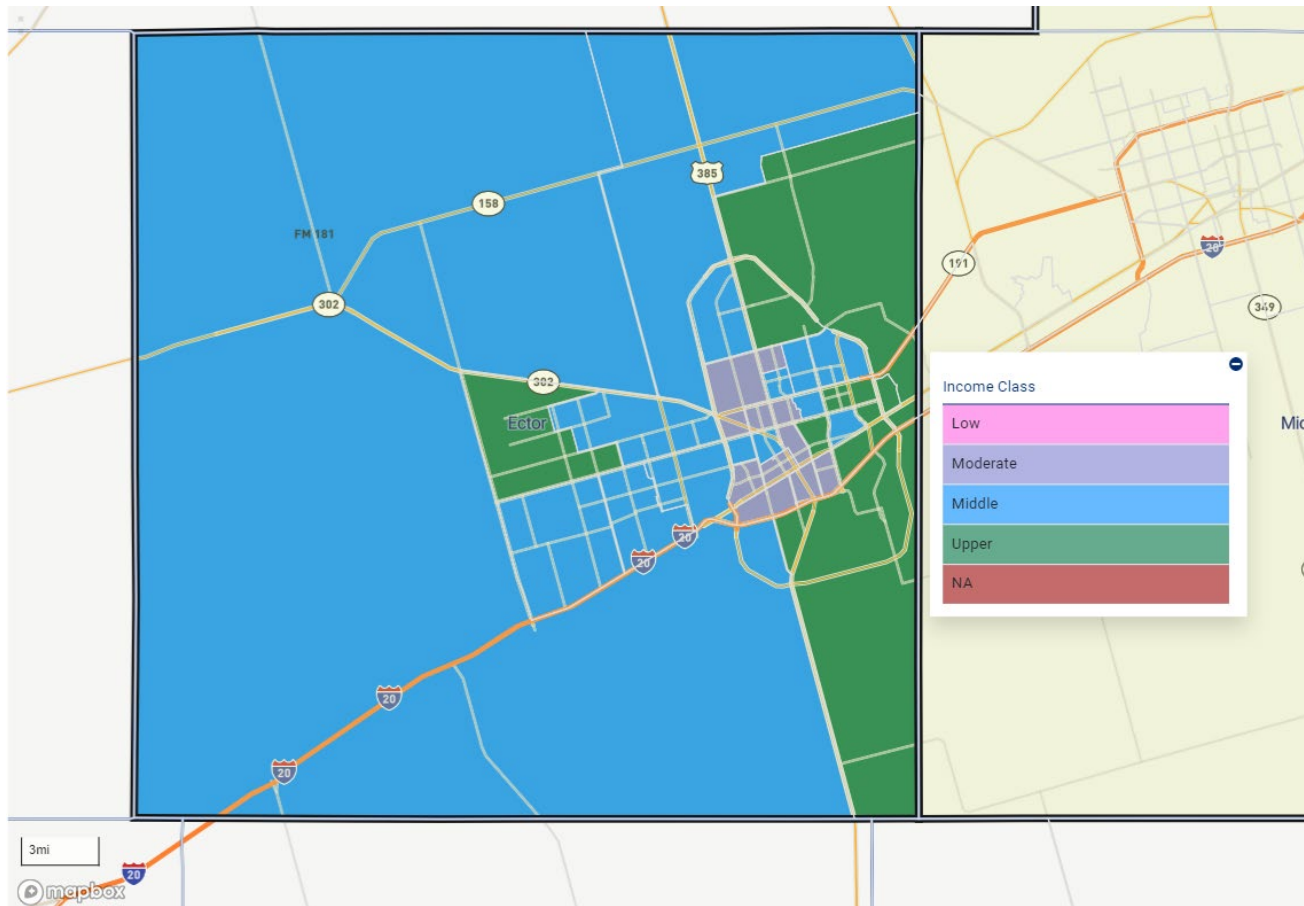 385
158
FM 181
20
191
302
349
302
Income Class
Low
Ector
Mic
Moderate
Middle
20
Upper
20
NA
20
20
3mi
20
mapbox